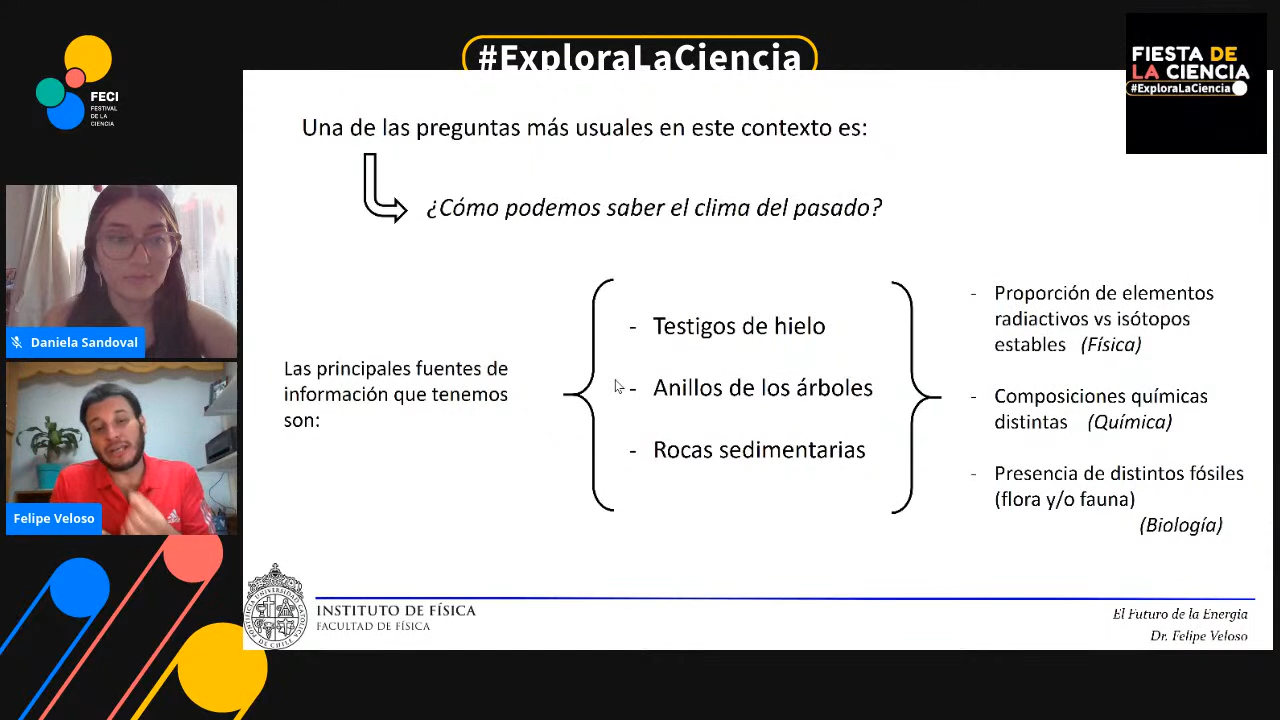 #ExploraLaCiencia
FECI
FESTIVAL
DE LA
CIENCIA
FIESTA DE
LA CIENCIA
#ExploraLaCiencia
Una de las preguntas más usuales en este contexto es:
¿Cómo podemos saber el clima del pasado?
Daniela Sandoval
Felipe Veloso
Las principales fuentes de
información que tenemos
son:
- Testigos de hielo
- Anillos de los árboles
- Rocas sedimentarias
- Proporción de elementos
radiactivos vs isótopos
estables (Física)
- Composiciones químicas
distintas (Química)
- Presencia de distintos fósiles
(flora y/o fauna)
(Biología)
INSTITUTO DE FÍSICA
FACULTAD DE FÍSICA
El Futuro de la Energía
Dr. Felipe Veloso